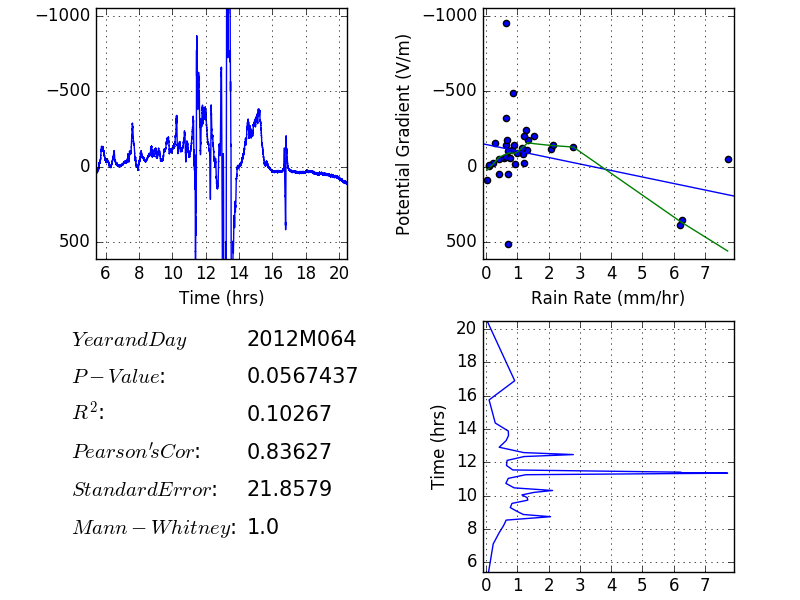 −1000
−500
0
500
6 8 10 12 14 16 18 20
Time (hrs)
Potential Gradient (V/m)
−1000
−500
0
500
0 1 2 3 4 5 6 7
Rain Rate (mm/hr)
YearandDay 2012M064
P−Value: 0.0567437
R²: 0.10267
Pearson'sCor: 0.83627
StandardError: 21.8579
Mann−Whitney: 1.0
Time (hrs)
20
18
16
14
12
10
8
6
0 1 2 3 4 5 6 7